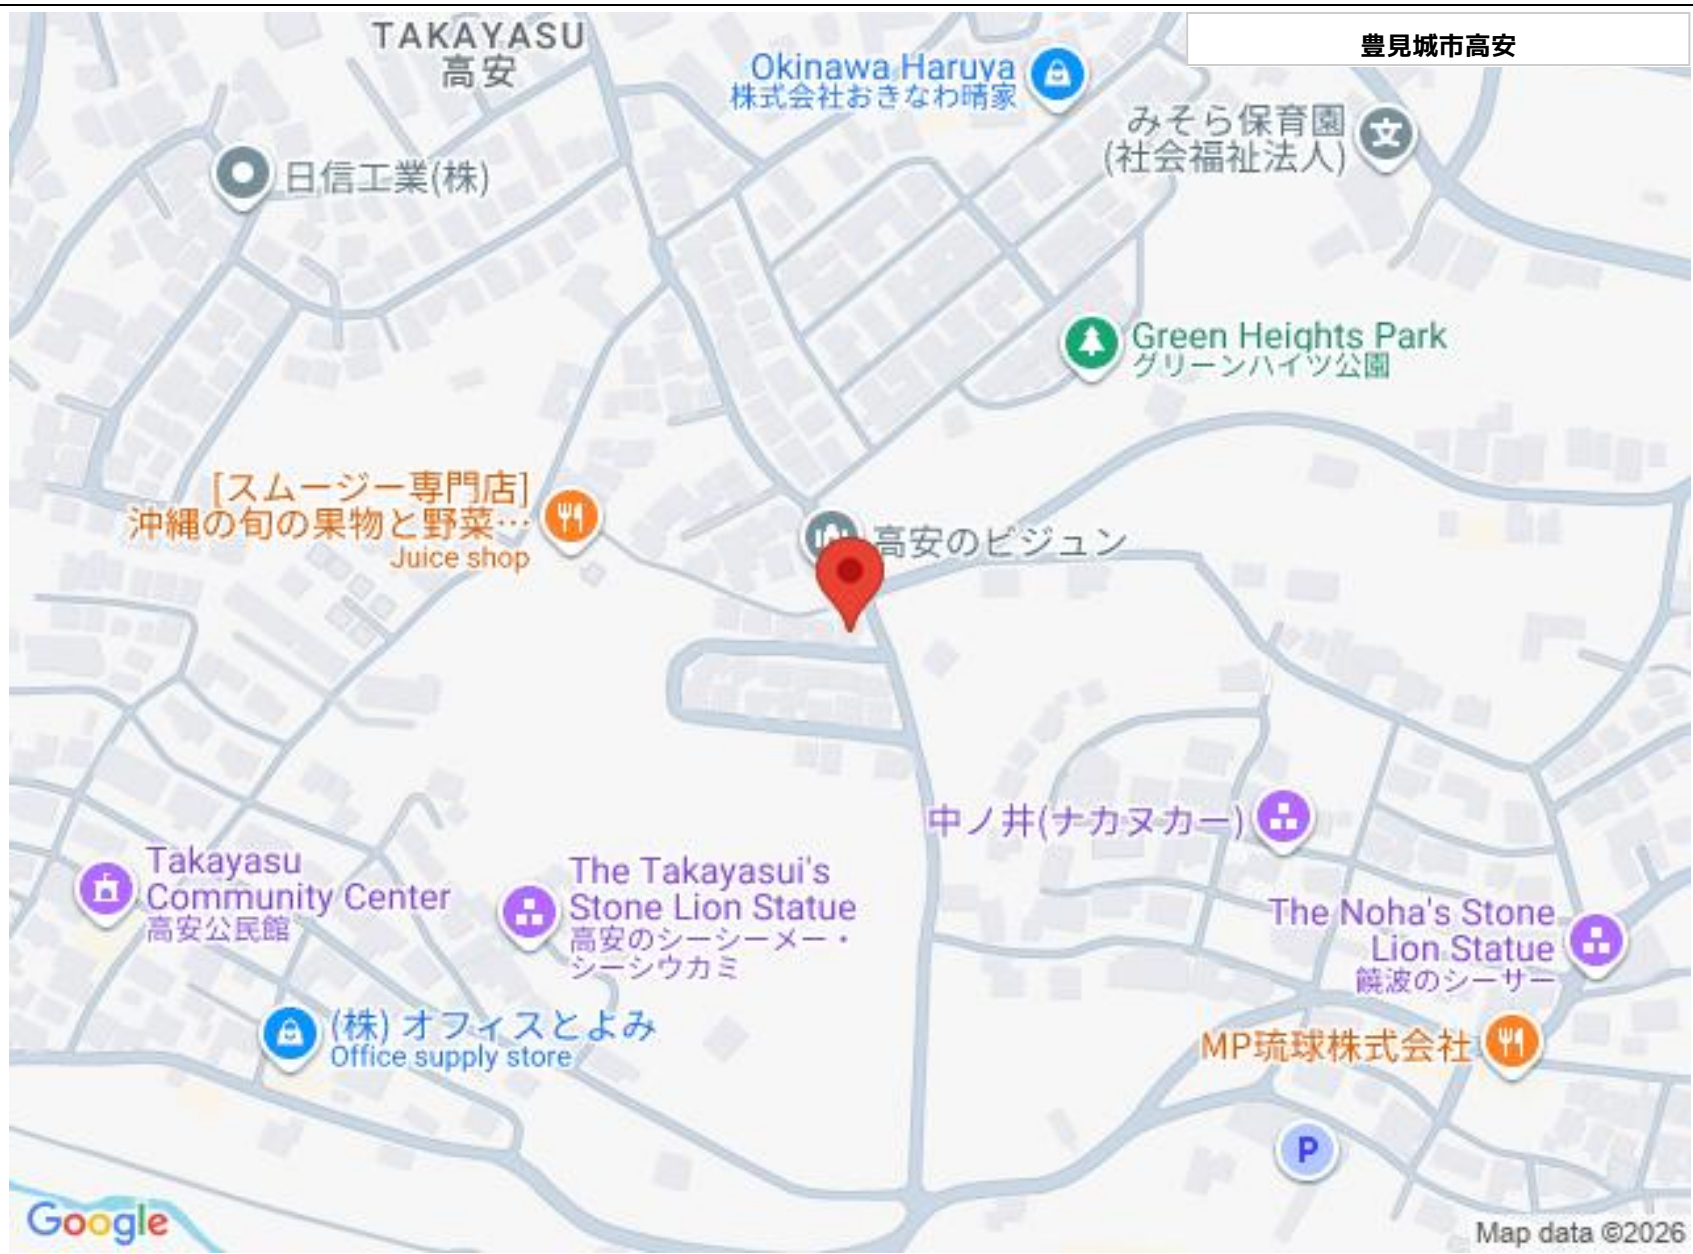 TAKAYASU
高安
Okinawa Haruya
株式会社おきなわ晴家
豊見城市高安
みそら保育園
(社会福祉法人)
日信工業(株)
Green Heights Park
グリーンハイツ公園
[スムージー専門店]
沖縄の旬の果物と野菜…
Juice shop
高安のビジュン
中ノ井(ナカヌカー)
Takayasu
Community Center
高安公民館
The Takayasui's
Stone Lion Statue
高安のシーシーメー・
シーシウカミ
The Noha's Stone
Lion Statue
饒波のシーサー
(株) オフィスとよみ
Office supply store
MP琉球株式会社
P
Google
Map data ©2026